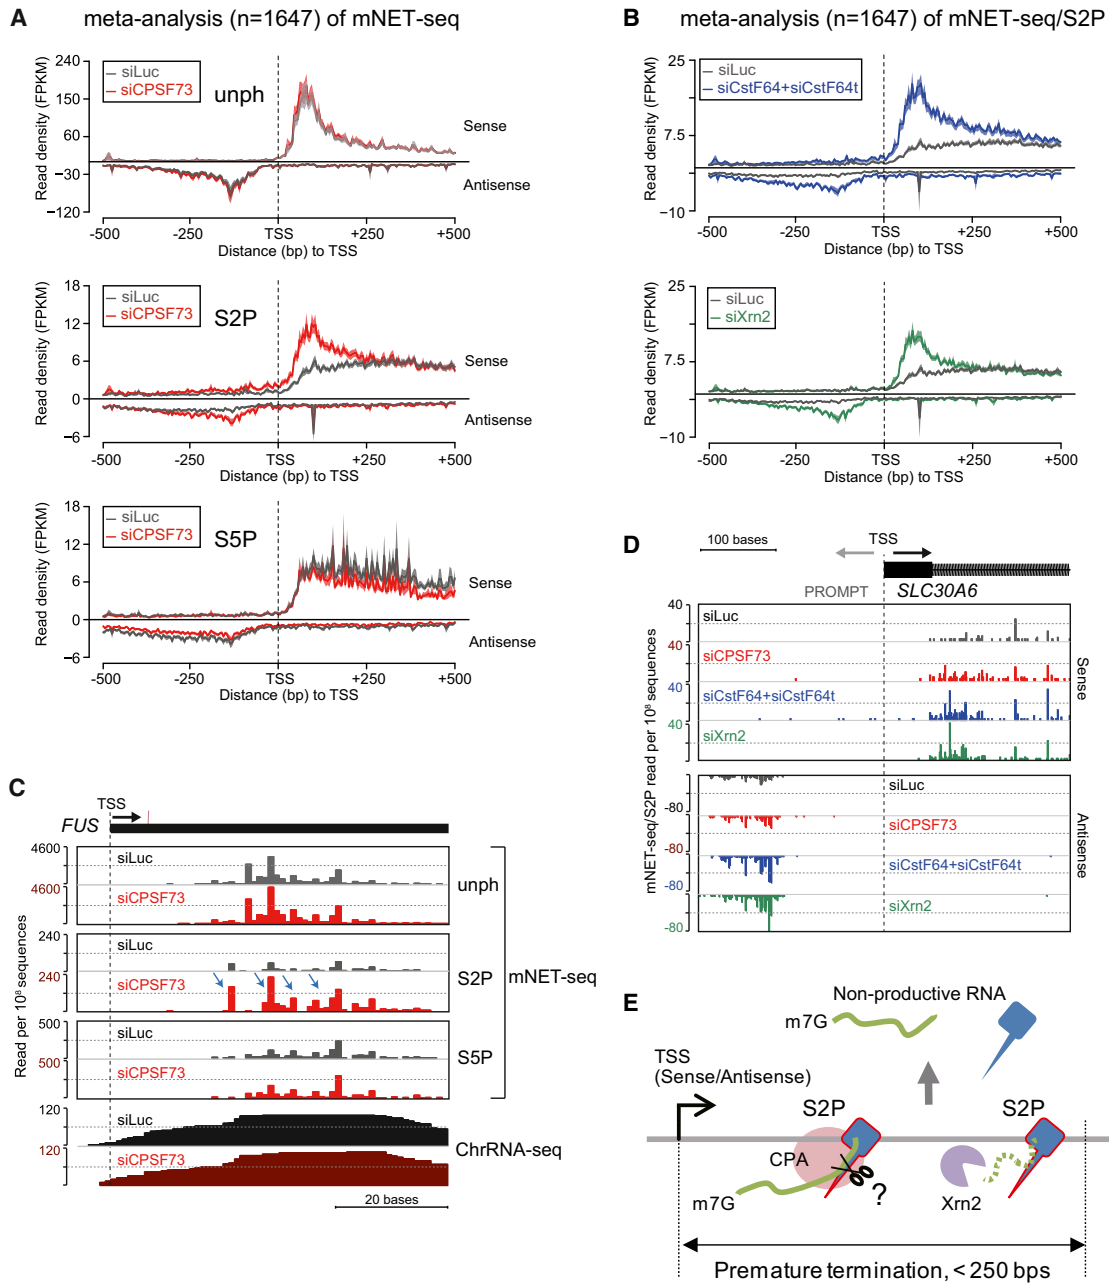 A
meta-analysis (n=1647) of mNET-seq
Read density (FPKM)
240
150
60
−30
−120
siLuc
siCPSF73
unph
Sense
Antisense
-500
-250
TSS
+250
+500
Distance (bp) to TSS
Read density (FPKM)
18
12
6
0
−6
siLuc
siCPSF73
S2P
Sense
Antisense
-500
-250
TSS
+250
+500
Distance (bp) to TSS
Read density (FPKM)
18
12
6
0
−6
siLuc
siCPSF73
S5P
Sense
Antisense
-500
-250
TSS
+250
+500
Distance (bp) to TSS
B
meta-analysis (n=1647) of mNET-seq/S2P
Read density (FPKM)
25
7.5
−10
siLuc
siCstF64+siCstF64t
-500
-250
TSS
+250
+500
Distance (bp) to TSS
Read density (FPKM)
25
7.5
−10
siLuc
siXrn2
-500
-250
TSS
+250
+500
Distance (bp) to TSS
C
TSS
FUS
Read per 10⁸ sequences
4600
siLuc
4600
siCPSF73
unph
240
siLuc
240
siCPSF73
S2P
500
siLuc
500
siCPSF73
S5P
mNET-seq
120
siLuc
120
siCPSF73
ChrRNA-seq
20 bases
D
100 bases
TSS
PROMPT
SLC30A6
mNET-seq/S2P read per 10⁸ sequences
40
siLuc
40
siCPSF73
40
siCstF64+siCstF64t
40
siXrn2
Sense
-80
siLuc
-80
siCPSF73
-80
siCstF64+siCstF64t
-80
siXrn2
Antisense
E
Non-productive RNA
m7G
TSS
(Sense/Antisense)
S2P
S2P
CPA
m7G
?
Xrn2
Premature termination, < 250 bps